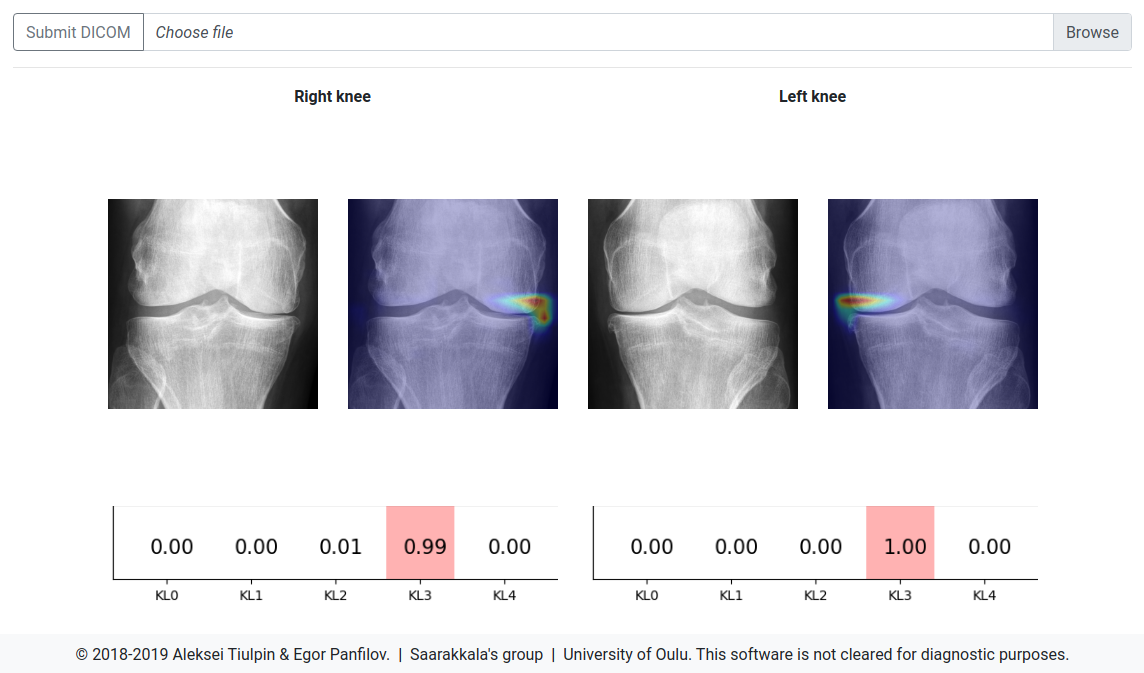 Submit DICOM Choose file Browse
Right knee Left knee
0.00 0.00 0.01 0.99 0.00 0.00 0.00 0.00 1.00 0.00
KL0 KL1 KL2 KL3 KL4 KL0 KL1 KL2 KL3 KL4
© 2018-2019 Aleksei Tiulpin & Egor Panfilov. | Saarakkala's group | University of Oulu. This software is not cleared for diagnostic purposes.